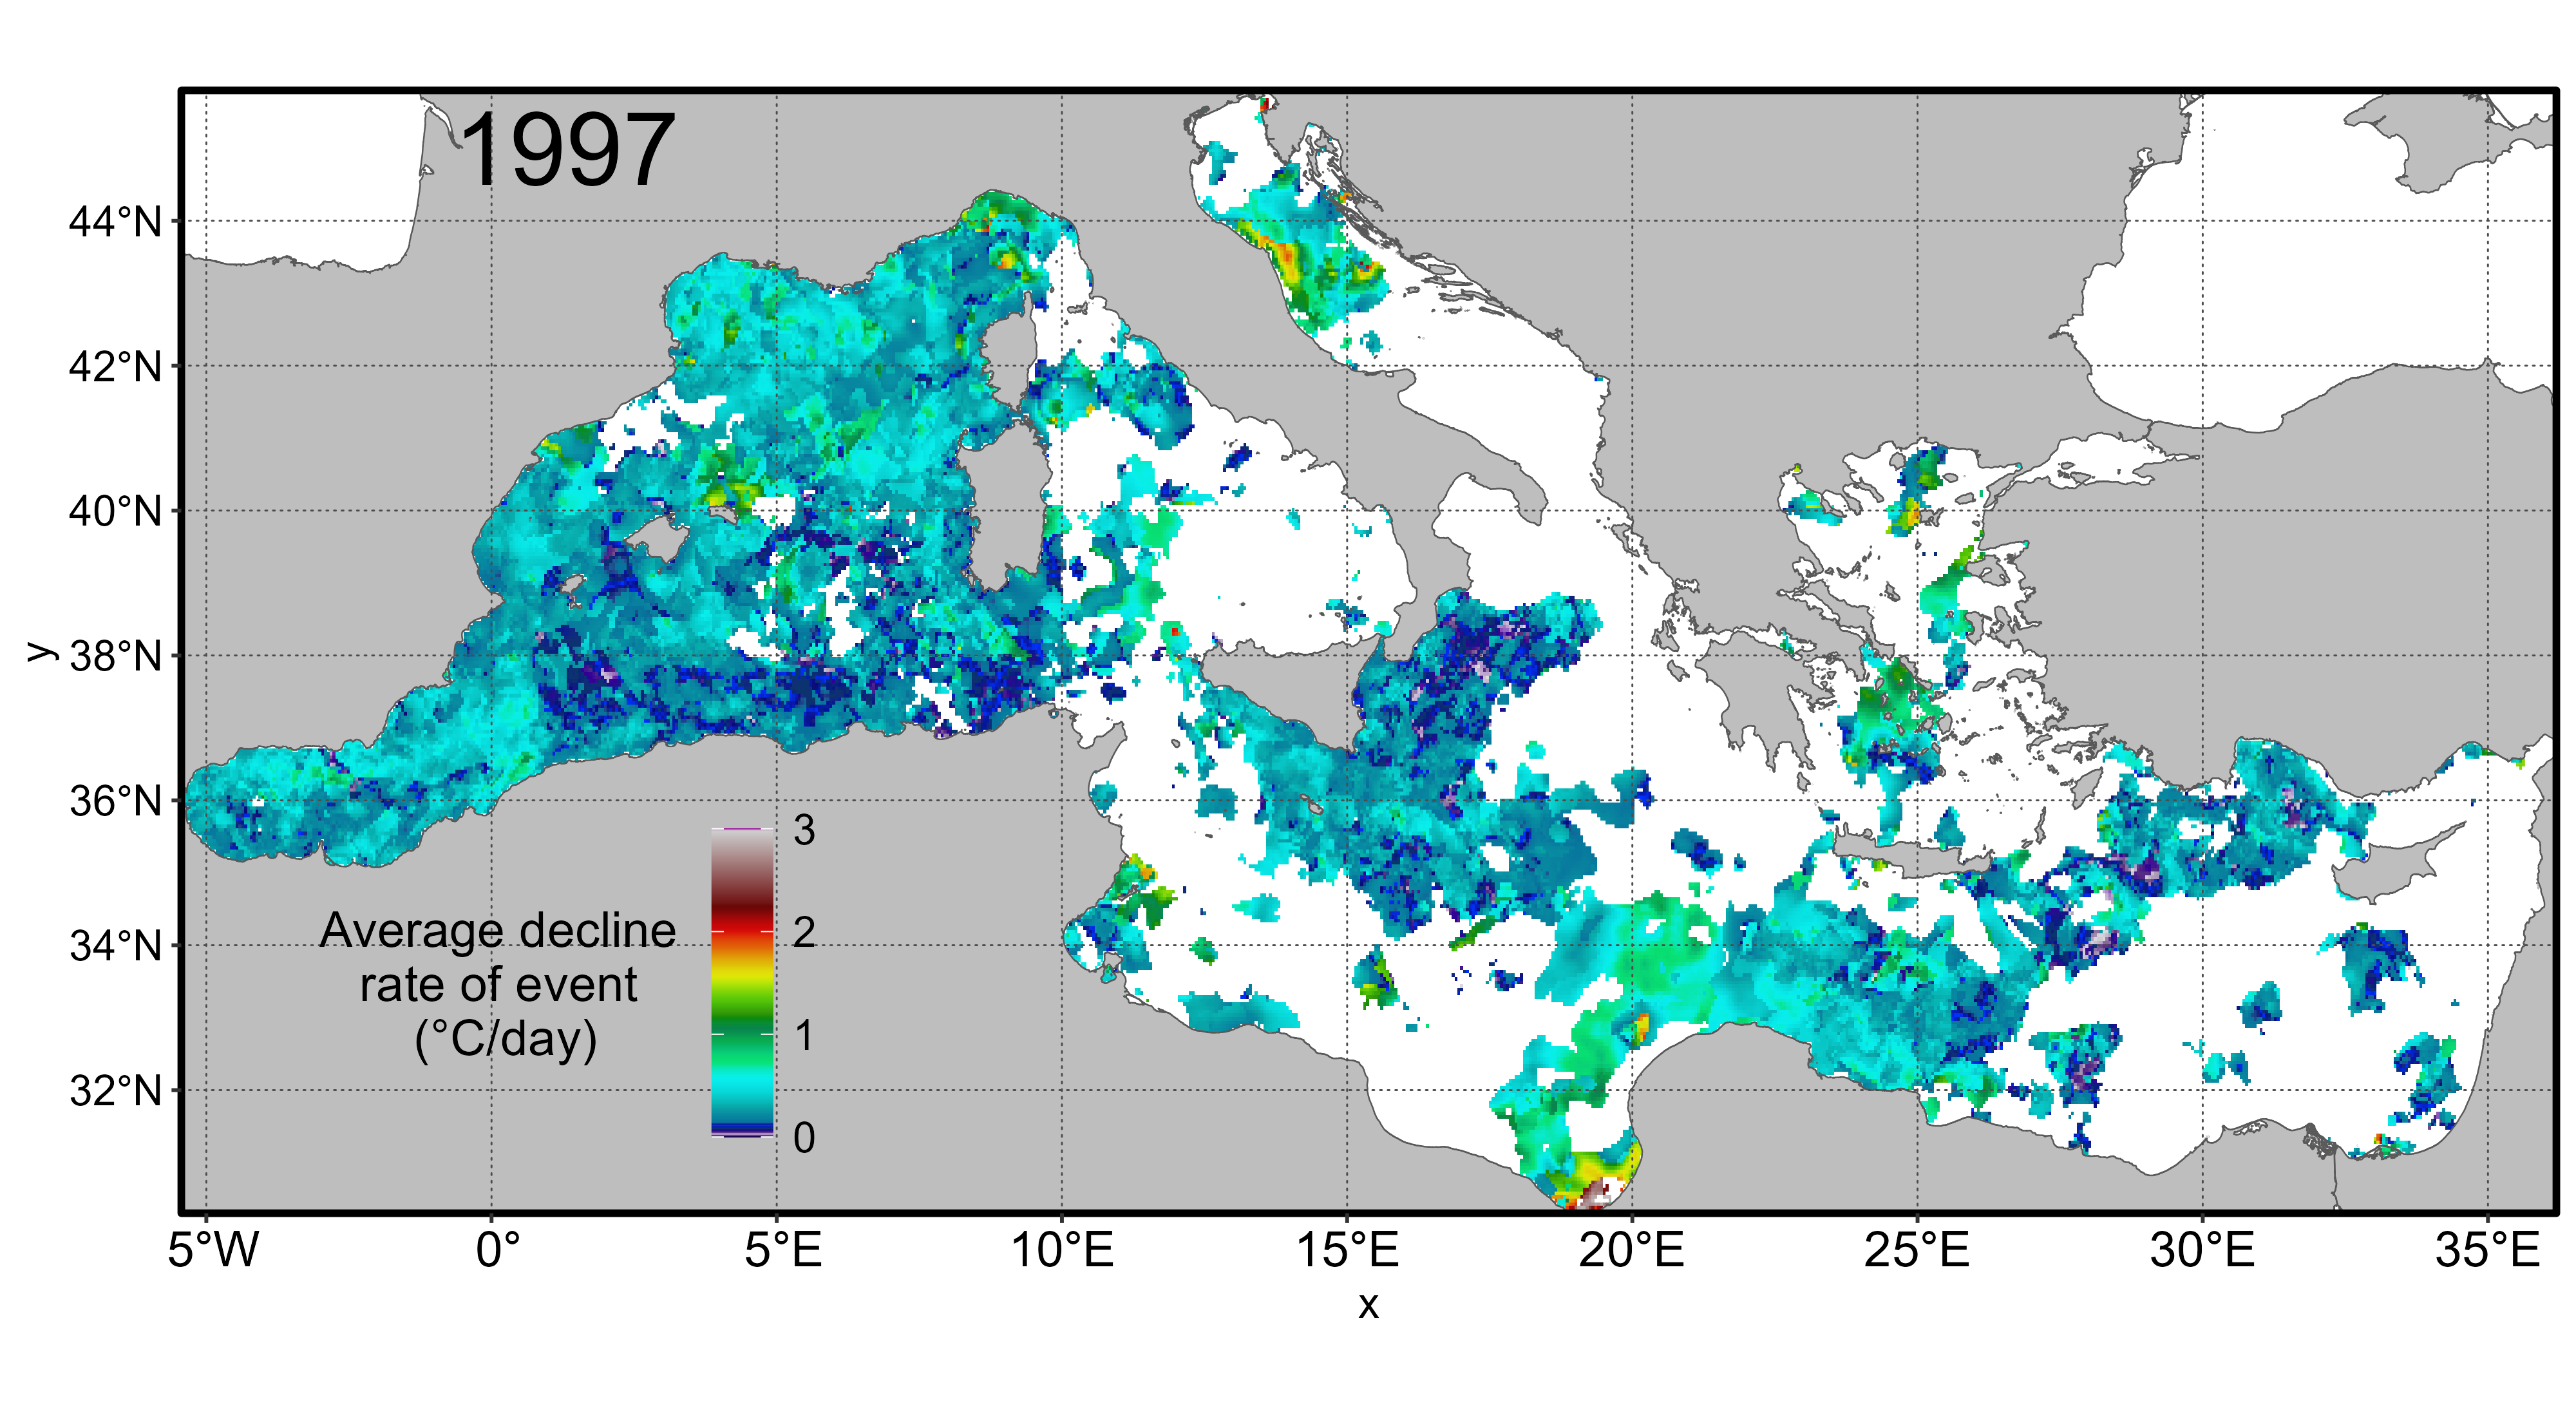 1997
44°N
42°N
40°N
38°N
36°N
34°N
32°N
y
Average decline
rate of event
(°C/day)
3
2
1
0
5°W 0° 5°E 10°E 15°E 20°E 25°E 30°E 35°E
x